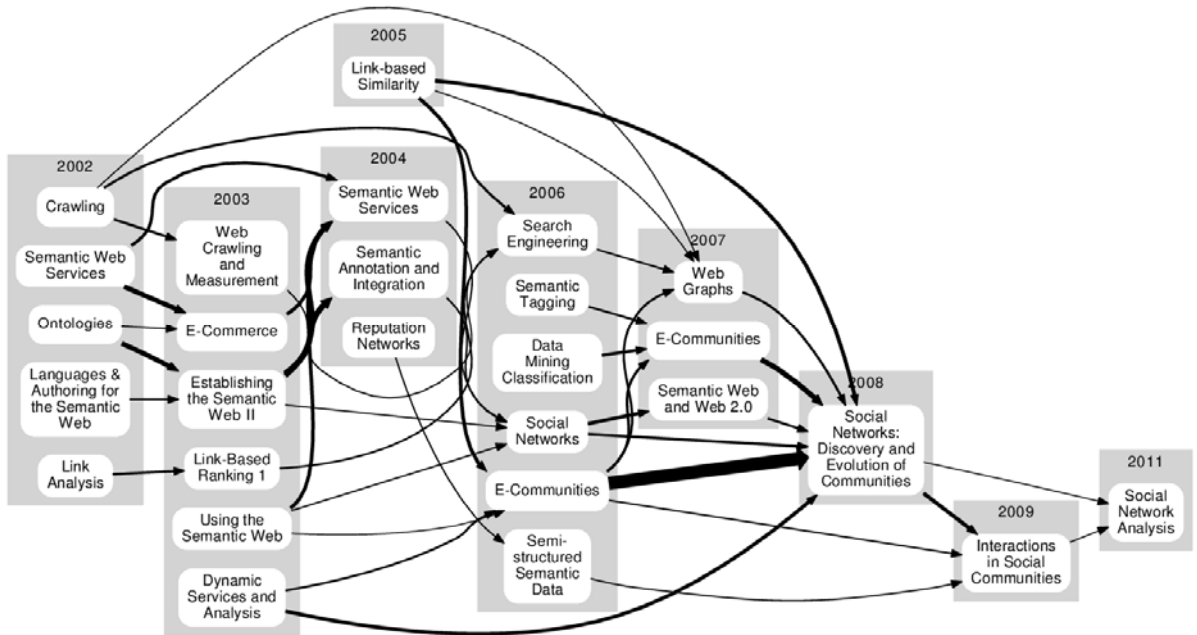 2002
Crawling
Semantic Web
Services
Ontologies
Languages &
Authoring for
the Semantic
Web
Link
Analysis
2003
Web
Crawling
and
Measurement
E-Commerce
Establishing
the Semantic
Web II
Link-Based
Ranking 1
Using the
Semantic Web
Dynamic
Services and
Analysis
2005
Link-based
Similarity
2004
Semantic Web
Services
Semantic
Annotation and
Integration
Reputation
Networks
2006
Search
Engineering
Semantic
Tagging
Data
Mining
Classification
Social
Networks
E-Communities
Semi-
structured
Semantic
Data
2007
Web
Graphs
E-Communities
Semantic Web
and Web 2.0
2008
Social
Networks:
Discovery and
Evolution of
Communities
2009
Interactions
in Social
Communities
2011
Social
Network
Analysis